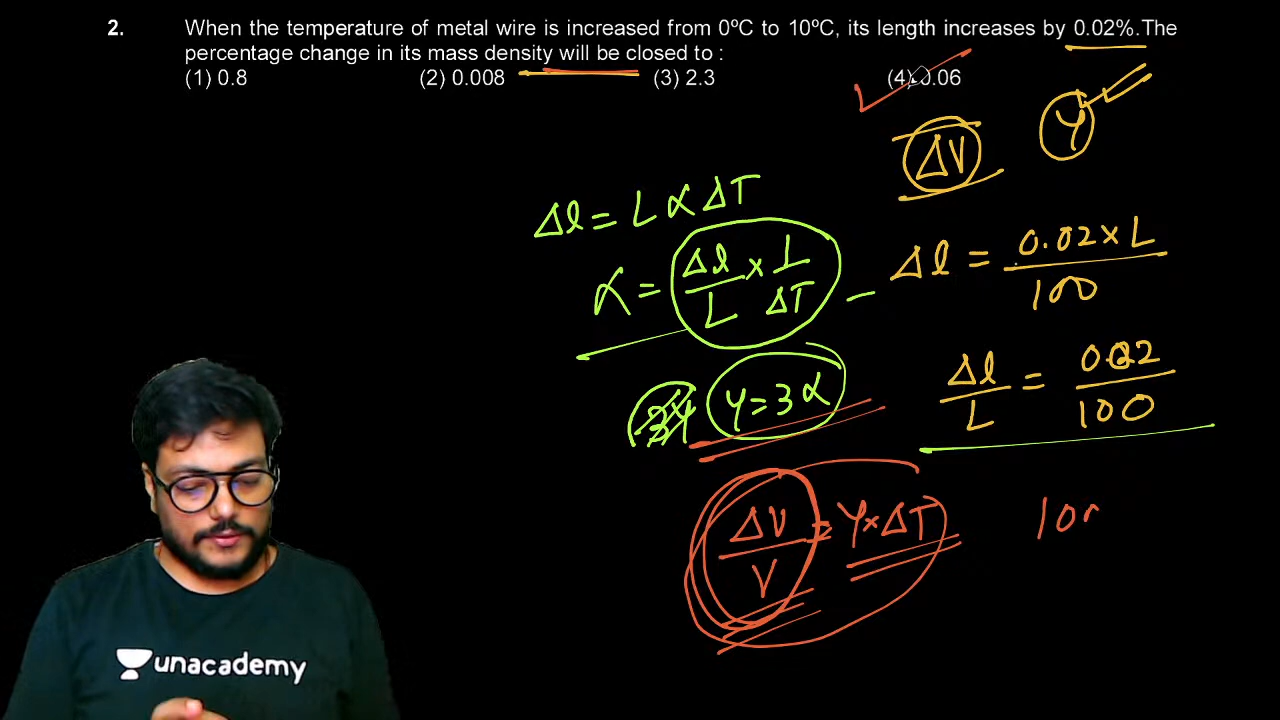 2. When the temperature of metal wire is increased from 0ºC to 10ºC, its length increases by 0.02%.The
percentage change in its mass density will be closed to :
(1) 0.8 (2) 0.008 (3) 2.3 (4) 0.06
ΔV γ
Δl = L α ΔT
Δl = 0.02 × L / 100
α = Δl/L × 1/ΔT
Δl/L = 0.02/100
γ = 3α
ΔV/V = γ × ΔT
10
unacademy